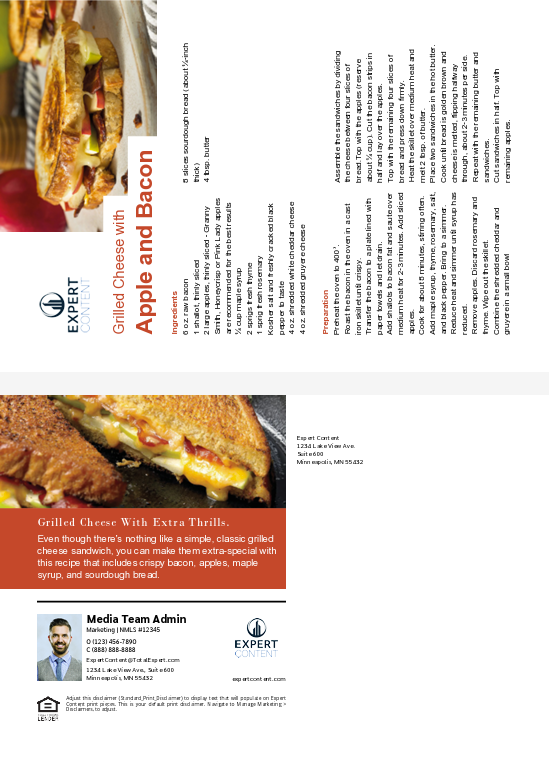 EXPERT
CONTENT
Grilled Cheese with
Apple and Bacon
Ingredients
6 oz. raw bacon
1 shallot, thinly sliced
2 large apples, thinly sliced - Granny
Smith, Honeycrisp or Pink Lady apples
are recommended for the best results
¼ cup maple syrup
2 sprigs fresh thyme
1 sprig fresh rosemary
Kosher salt and freshly cracked black
pepper to taste
4 oz. shredded white cheddar cheese
4 oz. shredded gruyere cheese
8 slices sourdough bread (about ½-inch
thick)
4 tbsp. butter
Preparation
Preheat the oven to 400°.
Roast the bacon in the oven in a cast
iron skillet until crispy.
Transfer the bacon to a plate lined with
paper towels and let drain.
Add shallots to bacon fat and saute over
medium heat for 2-3 minutes. Add sliced
apples.
Cook for about 8 minutes, stirring often.
Add maple syrup, thyme, rosemary, salt,
and black pepper. Bring to a simmer.
Reduce heat and simmer until syrup has
reduced.
Remove apples. Discard rosemary and
thyme. Wipe out the skillet.
Combine the shredded cheddar and
gruyere in a small bowl
Assemble the sandwiches by dividing
the cheese between four slices of
bread. Top with the apples (reserve
about ½ cup). Cut the bacon strips in
half and lay over the apples.
Top with the remaining four slices of
bread and press down firmly.
Heat the skillet over medium heat and
melt 2 tbsp. of butter.
Place two sandwiches in the hot butter.
Cook until bread is golden brown and
cheese is melted, flipping halfway
through, about 2-3 minutes per side.
Repeat with the remaining butter and
sandwiches.
Cut sandwiches in half. Top with
remaining apples.
Grilled Cheese With Extra Thrills.
Even though there's nothing like a simple, classic grilled
cheese sandwich, you can make them extra-special with
this recipe that includes crispy bacon, apples, maple
syrup, and sourdough bread.
Expert Content
1234 Lake View Ave.
Suite 600
Minneapolis, MN 55432
Media Team Admin
Marketing | NMLS #12345
O (123) 456-7890
C (888) 888-8888
ExpertContent@TotalExpert.com
1234 Lake View Ave., Suite 600
Minneapolis, MN 55432
EXPERT
CONTENT
expertcontent.com
LENDER
Adjust this disclaimer (Standard_Print_Disclaimer) to display text that will populate on Expert
Content print pieces. This is your default print disclaimer. Navigate to Manage Marketing >
Disclaimers, to adjust.